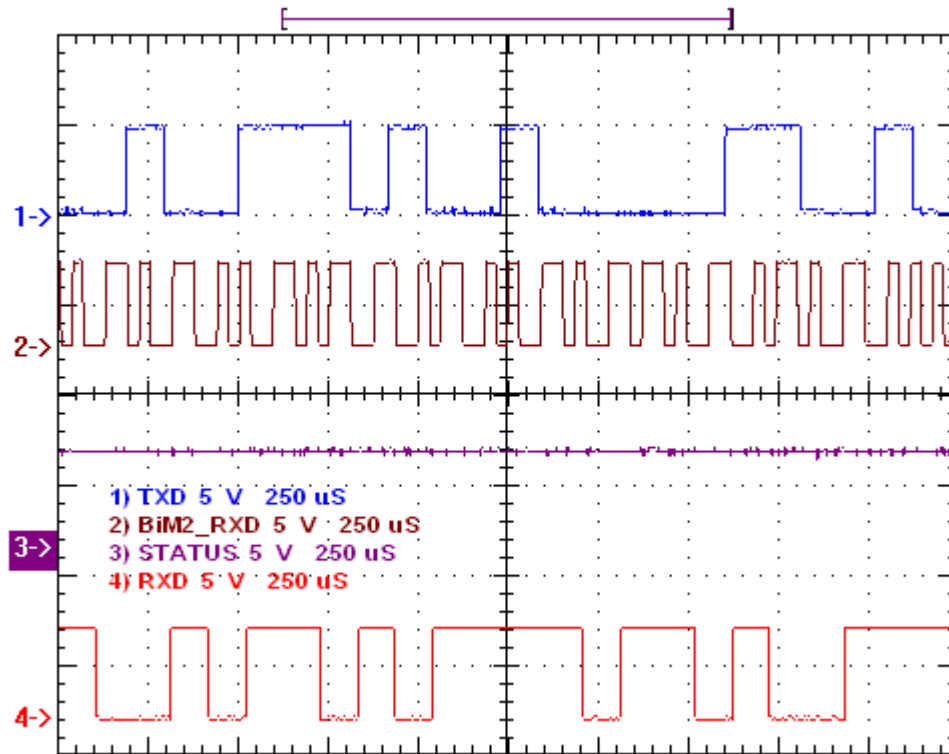 1->
2->
3->
1) TXD 5 V 250 uS
2) BiM2_RXD 5 V 250 uS
3) STATUS 5 V 250 uS
4) RXD 5 V 250 uS
4->